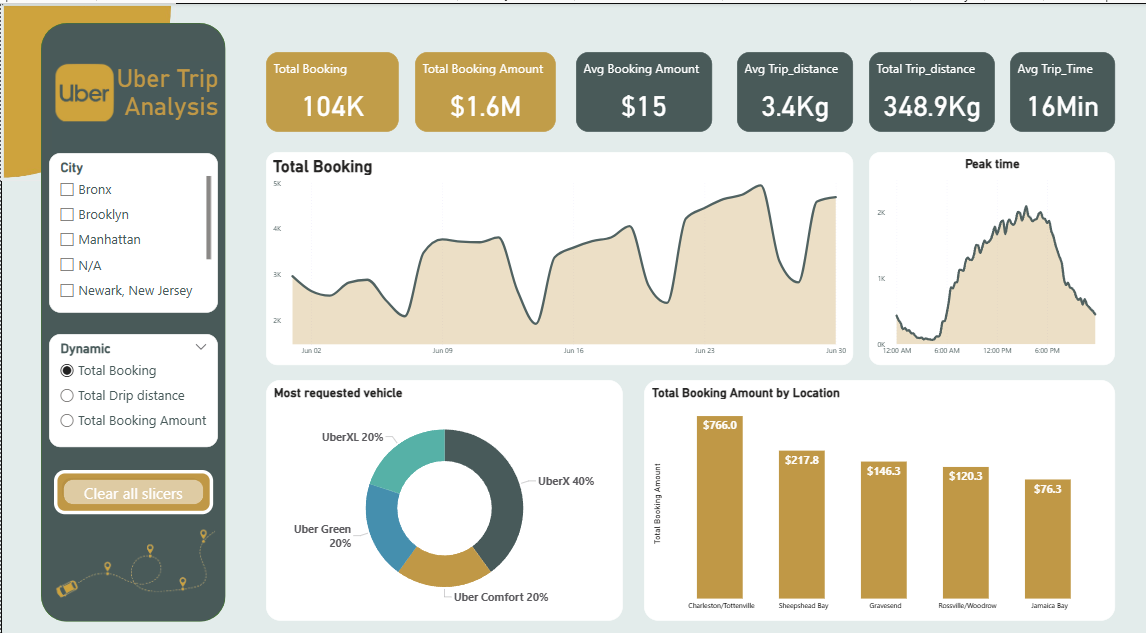 Uber
Uber Trip
Analysis
City
Bronx
Brooklyn
Manhattan
N/A
Newark, New Jersey
Dynamic
Total Booking
Total Drip distance
Total Booking Amount
Clear all slicers
Total Booking
104K
Total Booking Amount
$1.6M
Avg Booking Amount
$15
Avg Trip_distance
3.4Kg
Total Trip_distance
348.9Kg
Avg Trip_Time
16Min
Total Booking
5K
4K
3K
2K
Jun 02
Jun 09
Jun 16
Jun 23
Jun 30
Peak time
2K
1K
0K
12:00 AM
6:00 AM
12:00 PM
6:00 PM
Most requested vehicle
UberXL 20%
UberX 40%
Uber Green
20%
Uber Comfort 20%
Total Booking Amount by Location
Total Booking Amount
$766.0
$217.8
$146.3
$120.3
$76.3
Charleston/Tottenville
Sheepshead Bay
Gravesend
Rossville/Woodrow
Jamaica Bay